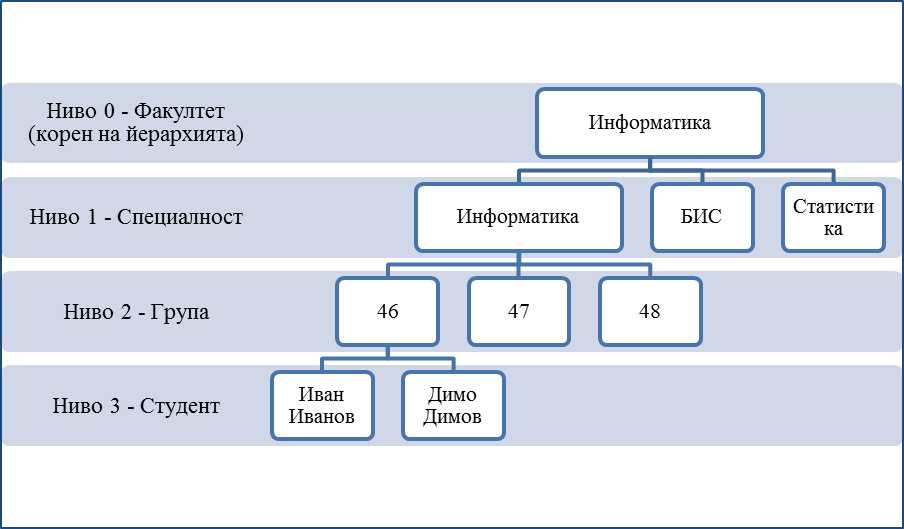 Ниво 0 - Факултет
(корен на йерархията)
Информатика
Ниво 1 - Специалност
Информатика
БИС
Статисти
ка
Ниво 2 - Група
46
47
48
Ниво 3 - Студент
Иван
Иванов
Димо
Димов